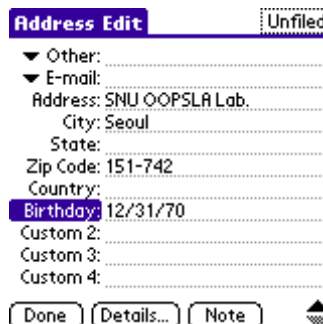 Address Edit Unfiled
Other:
E-mail:
Address: SNU OOPSLA Lab.
City: Seoul
State:
Zip Code: 151-742
Country:
Birthday: 12/31/70
Custom 2:
Custom 3:
Custom 4:
Done Details... Note